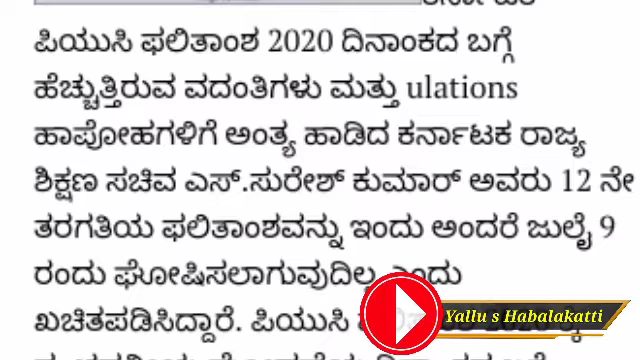 ಪಿಯುಸಿ ಫಲಿತಾಂಶ 2020 ದಿನಾಂಕದ ಬಗ್ಗೆ
ಹೆಚ್ಚುತ್ತಿರುವ ವದಂತಿಗಳು ಮತ್ತು ulations
ಹಾಪೋಹಗಳಿಗೆ ಅಂತ್ಯ ಹಾಡಿದ ಕರ್ನಾಟಕ ರಾಜ್ಯ
ಶಿಕ್ಷಣ ಸಚಿವ ಎಸ್.ಸುರೇಶ್ ಕುಮಾರ್ ಅವರು 12 ನೇ
ತರಗತಿಯ ಫಲಿತಾಂಶವನ್ನು ಇಂದು ಅಂದರೆ ಜುಲೈ 9
ರಂದು ಘೋಷಿಸಲಾಗುವುದಿಲ್ಲ ಎಂದು
ಖಚಿತಪಡಿಸಿದ್ದಾರೆ. ಪಿಯುಸಿ
Yallu s Habalakatti